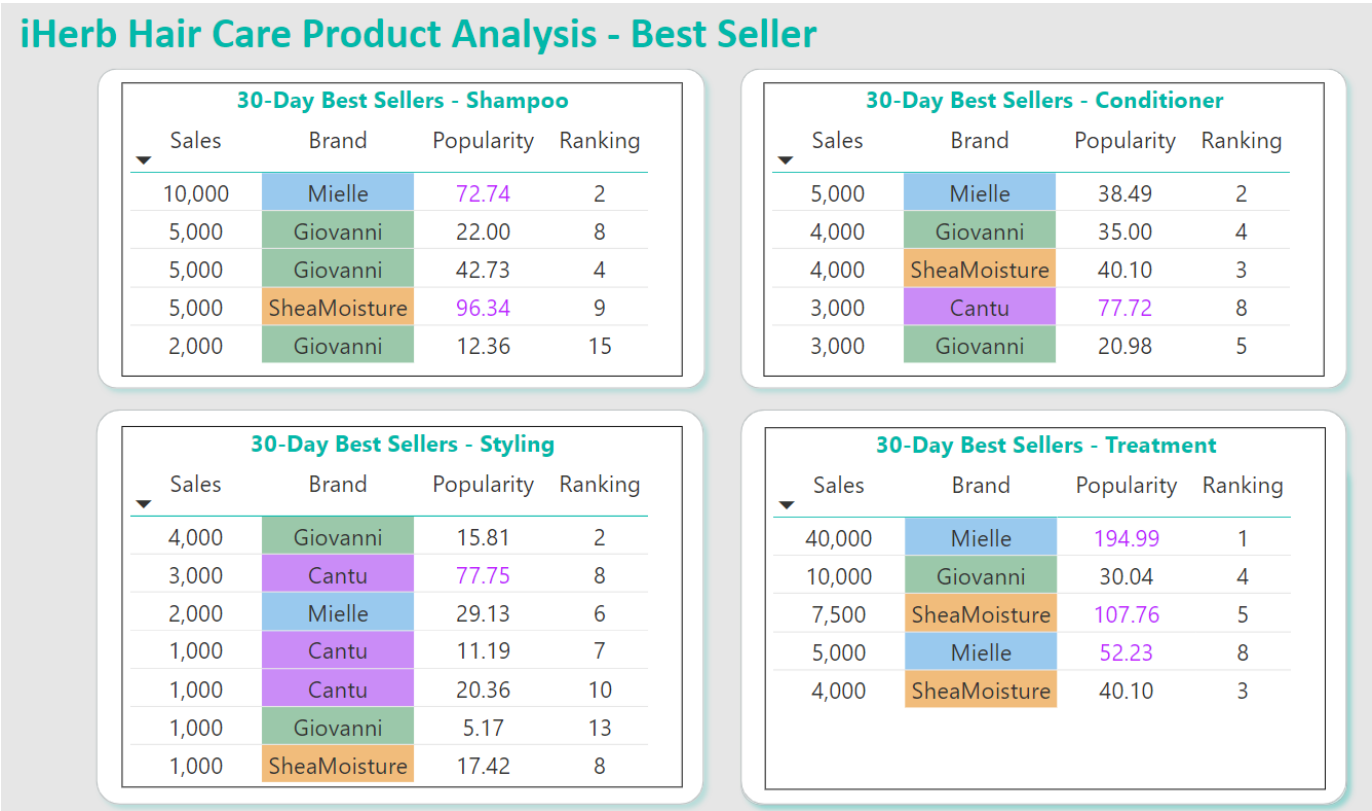 iHerb Hair Care Product Analysis - Best Seller
30-Day Best Sellers - Shampoo
Sales Brand Popularity Ranking
10,000 Mielle 72.74 2
5,000 Giovanni 22.00 8
5,000 Giovanni 42.73 4
5,000 SheaMoisture 96.34 9
2,000 Giovanni 12.36 15
30-Day Best Sellers - Conditioner
Sales Brand Popularity Ranking
5,000 Mielle 38.49 2
4,000 Giovanni 35.00 4
4,000 SheaMoisture 40.10 3
3,000 Cantu 77.72 8
3,000 Giovanni 20.98 5
30-Day Best Sellers - Styling
Sales Brand Popularity Ranking
4,000 Giovanni 15.81 2
3,000 Cantu 77.75 8
2,000 Mielle 29.13 6
1,000 Cantu 11.19 7
1,000 Cantu 20.36 10
1,000 Giovanni 5.17 13
1,000 SheaMoisture 17.42 8
30-Day Best Sellers - Treatment
Sales Brand Popularity Ranking
40,000 Mielle 194.99 1
10,000 Giovanni 30.04 4
7,500 SheaMoisture 107.76 5
5,000 Mielle 52.23 8
4,000 SheaMoisture 40.10 3